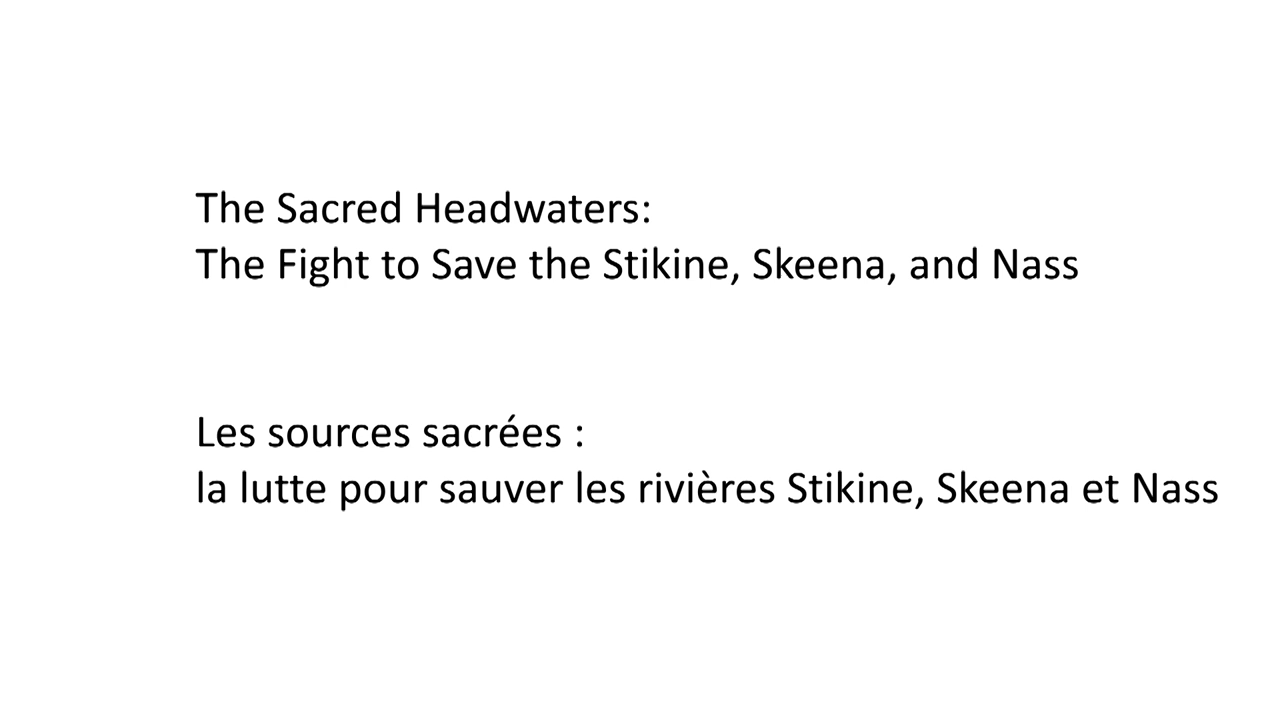 The Sacred Headwaters:
The Fight to Save the Stikine, Skeena, and Nass
Les sources sacrées :
la lutte pour sauver les rivières Stikine, Skeena et Nass